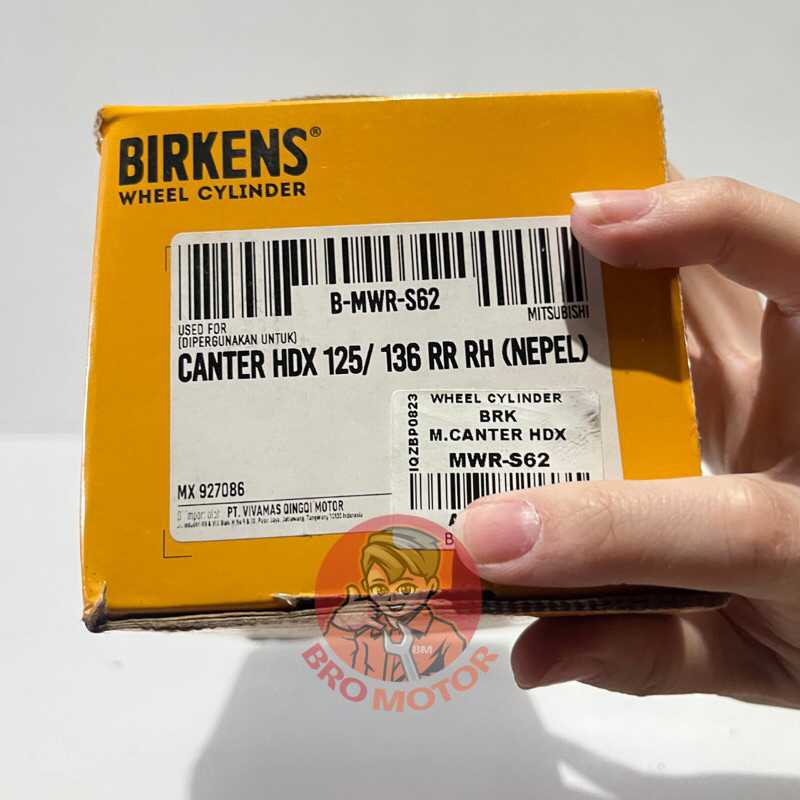 BIRKENS®
WHEEL CYLINDER
B-MWR-S62
MITSUBISHI
USED FOR
(DIPERGUNAKAN UNTUK)
CANTER HDX 125/ 136 RR RH (NEPEL)
MX 927086
PT. VIVAMAS QINGQI MOTOR
IQZBP0823
WHEEL CYLINDER
BRK
M.CANTER HDX
MWR-S62
BM
BRO MOTOR